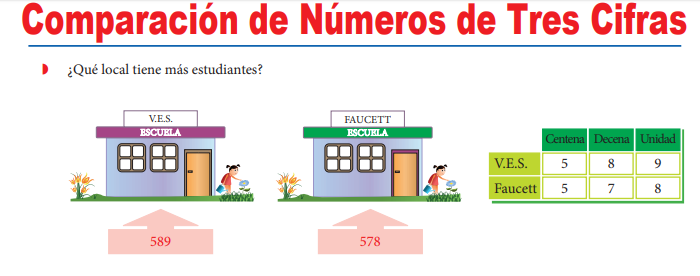 Comparación de Números de Tres Cifras
¿Qué local tiene más estudiantes?
V.E.S.
ESCUELA
589
FAUCETT
ESCUELA
578
Centena Decena Unidad
V.E.S. 5 8 9
Faucett 5 7 8